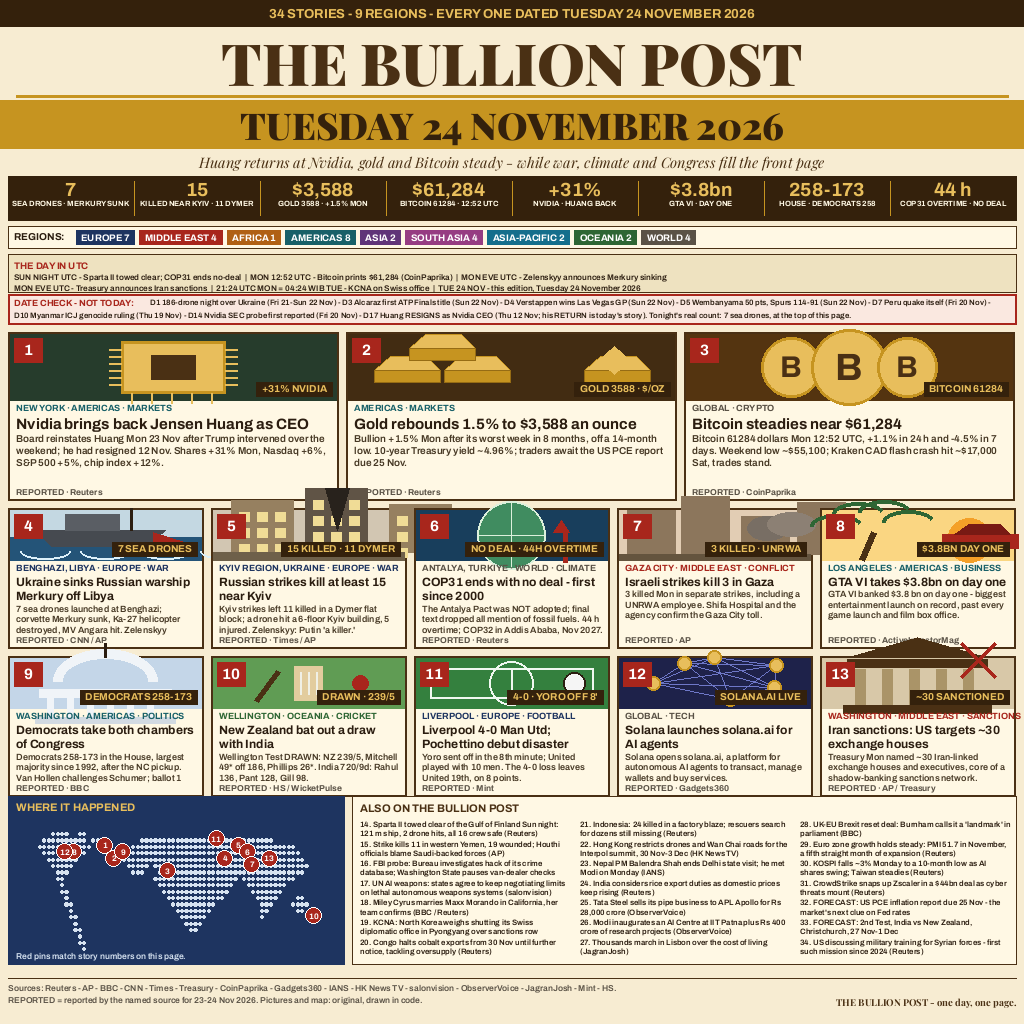 34 STORIES - 9 REGIONS - EVERY ONE DATED TUESDAY 24 NOVEMBER 2026
THE BULLION POST
TUESDAY 24 NOVEMBER 2026
Huang returns at Nvidia, gold and Bitcoin steady – while war, climate and Congress fill the front page
7
SEA DRONES · MERKURY SUNK
15
KILLED NEAR KYIV · 11 DYMER
$3,588
GOLD 3588 · +1.5% MON
$61,284
BITCOIN 61284 · 12:52 UTC
+31%
NVIDIA · HUANG BACK
$3.8bn
GTA VI · DAY ONE
258-173
HOUSE · DEMOCRATS 258
44 h
COP31 OVERTIME · NO DEAL
REGIONS: EUROPE 7 MIDDLE EAST 4 AFRICA 1 AMERICAS 8 ASIA 2 SOUTH ASIA 4 ASIA-PACIFIC 2 OCEANIA 2 WORLD 4
THE DAY IN UTC
SUN NIGHT UTC - Sparta II towed clear; COP31 ends no-deal | MON 12:52 UTC - Bitcoin prints $61,284 (CoinPaprika) | MON EVE UTC - Zelenskyy announces Merkury sinking
MON EVE UTC - Treasury announces Iran sanctions | 21:24 UTC MON = 04:24 WIB TUE - KCNA on Swiss office | TUE UTC - this edition, Tuesday 24 November 2026
DATE CHECK - NOT TODAY: D1 186-drone night over Ukraine (Fri 21-Sun 22 Nov) - D3 Alcaraz first ATP Finals title (Sun 22 Nov) - D4 Verstappen wins Las Vegas GP (Sun 22 Nov) - D5 Wembanyama 50 pts, Spurs 114-91 (Sun 22 Nov) - D7 Peru quake itself (Fri 20 Nov) -
D10 Myanmar ICJ genocide ruling (Thu 19 Nov) - D14 Nvidia SEC probe first reported (Fri 20 Nov) - D17 Huang RESIGNS as Nvidia CEO (Thu 12 Nov; his RETURN is today's story). Tonight's real count: 7 sea drones, at the top of this page.
1
+31% NVIDIA
NEW YORK · AMERICAS · MARKETS
Nvidia brings back Jensen Huang as CEO
Board reinstates Huang Mon 23 Nov after Trump intervened over the
weekend; he had resigned 12 Nov. Shares +31% Mon, Nasdaq +6%,
S&P 500 +5%, chip index +12%.
REPORTED · Reuters
2
GOLD 3588 · $/OZ
AMERICAS · MARKETS
Gold rebounds 1.5% to $3,588 an ounce
Bullion +1.5% Mon after its worst week in 8 months, off a 14-month
low. 10-year Treasury yield ~4.96%; traders await the US PCE report
due 25 Nov.
REPORTED · Reuters
3
B B B
BITCOIN 61284
GLOBAL · CRYPTO
Bitcoin steadies near $61,284
Bitcoin 61284 dollars Mon 12:52 UTC, +1.1% in 24 h and -4.5% in 7
days. Weekend low ~$55,100; Kraken CAD flash crash hit ~$17,000
Sat, trades stand.
REPORTED · CoinPaprika
4
7 SEA DRONES
BENGHAZI, LIBYA · EUROPE · WAR
Ukraine sinks Russian warship
Merkury off Libya
7 sea drones launched at Benghazi;
corvette Merkury sunk, Ka-27 helicopter
destroyed, MV Angara hit. Zelenskyy
REPORTED · CNN / AP
5
15 KILLED · 11 DYMER
KYIV REGION, UKRAINE · EUROPE · WAR
Russian strikes kill at least 15
near Kyiv
Kyiv strikes left 11 killed in a Dymer flat
block; a drone hit a 6-floor Kyiv building, 5
injured. Zelenskyy: Putin 'a killer.'
REPORTED · Times / AP
6
NO DEAL · 44H OVERTIME
ANTALYA, TURKEY · WORLD · CLIMATE
COP31 ends with no deal - first
since 2000
The Antalya Pact was NOT adopted; final
text dropped all mention of fossil fuels. 44 h
overtime; COP32 in Addis Ababa, Nov 2027.
REPORTED · Reuters
7
3 KILLED · UNRWA
GAZA CITY · MIDDLE EAST · CONFLICT
Israeli strikes kill 3 in Gaza
3 killed Mon in separate strikes, including a
UNRWA employee. Shifa Hospital and the
agency confirm the Gaza City toll.
REPORTED · AP
8
$3.8BN DAY ONE
LOS ANGELES · AMERICAS · BUSINESS
GTA VI takes $3.8bn on day one
GTA VI banked $3.8 bn on day one - biggest
entertainment launch on record, past every
game launch and film box office.
REPORTED ·
9
DEMOCRATS 258-173
WASHINGTON · AMERICAS · POLITICS
Democrats take both chambers
of Congress
Democrats 258-173 in the House, largest
majority since 1992, after the NC pickup.
Van Hollen challenges Schumer; ballot 1
REPORTED · BBC
10
DRAWN · 239/5
WELLINGTON · OCEANIA · CRICKET
New Zealand bat out a draw
with India
Wellington Test DRAWN: NZ 239/5, Mitchell
49* off 186, Phillips 26*. India 720/9d: Rahul
136, Pant 128, Gill 98.
REPORTED · HS / WicketPulse
11
4-0 · YORO OFF 8'
LIVERPOOL · EUROPE · FOOTBALL
Liverpool 4-0 Man Utd;
Pochettino debut disaster
Yoro sent off in the 8th minute; United
played with 10 men. The 4-0 loss leaves
United 19th, on 8 points.
REPORTED · Mint
12
SOLANA.AI LIVE
GLOBAL · TECH
Solana launches solana.ai for
AI agents
Solana opens solana.ai, a platform for
autonomous AI agents to transact, manage
wallets and buy services.
REPORTED · Gadgets360
13
~30 SANCTIONED
WASHINGTON · MIDDLE EAST · SANCTIONS
Iran sanctions: US targets ~30
exchange houses
Treasury Mon named ~30 Iran-linked
exchange houses and executives, core of a
shadow-banking sanctions network.
REPORTED · AP / Treasury
WHERE IT HAPPENED
12 8 1 2 9 3 11 5 6 4 7 13 10
Red pins match story numbers on this page.
ALSO ON THE BULLION POST
14. Sparta II towed clear of the Gulf of Finland Sun night:
121 m ship, 2 drone hits, all 16 crew safe (Reuters)
15. Strike kills 11 in western Yemen, 19 wounded; Houthi
officials blame Saudi-backed forces (AP)
16. FBI probe: Bureau investigates hack of its crime
database; Washington State pauses van-dealer checks
17. UN AI weapons: states agree to keep negotiating limits
on lethal autonomous weapons systems (salonvision)
18. Miley Cyrus marries Maxx Morando in California, her
team confirms (BBC / Reuters)
19. KCNA: North Korea weighs shutting its Swiss
diplomatic office in Pyongyang over sanctions row
20. Congo halts cobalt exports from 30 Nov until further
notice, tackling oversupply (Reuters)
21. Indonesia: 24 killed in a factory blaze; rescuers search
for dozens still missing (Reuters)
22. Hong Kong restricts drones and Wan Chai roads for the
Interpol summit, 30 Nov-3 Dec (HK News TV)
23. Nepal PM Balendra Shah ends Delhi state visit; he met
Modi on Monday (IANS)
24. India considers rice export duties as domestic prices
keep rising (Reuters)
25. Tata Steel sells its pipe business to APL Apollo for Rs
28,000 crore (ObserverVoice)
26. Modi inaugurates an AI Centre at IIT Patna plus Rs 400
crore of research projects (ObserverVoice)
27. Thousands march in Lisbon over the cost of living
(JagranJosh)
28. UK-EU Brexit reset deal: Burnham calls it a 'landmark' in
parliament (BBC)
29. Euro zone growth holds steady: PMI 51.7 in November,
a fifth straight month of expansion (Reuters)
30. KOSPI falls ~3% Monday to a 10-month low as AI
shares swing; Taiwan steadies (Reuters)
31. CrowdStrike snaps up Zscaler in a $44bn deal as cyber
threats mount (Reuters)
32. FORECAST: US PCE inflation report due 25 Nov - the
market's next clue on Fed rates
33. FORECAST: 2nd Test, India vs New Zealand,
Christchurch, 27 Nov-1 Dec
34. US discussing military training for Syrian forces - first
such mission since 2024 (Reuters)
Sources: Reuters - AP - BBC - CNN - Times - Treasury - CoinPaprika - Gadgets360 - IANS - HK News TV - salonvision - ObserverVoice - JagranJosh - Mint - HS.
REPORTED = reported by the named source for 23-24 Nov 2026. Pictures and map: original, drawn in code.
THE BULLION POST – one day, one page.